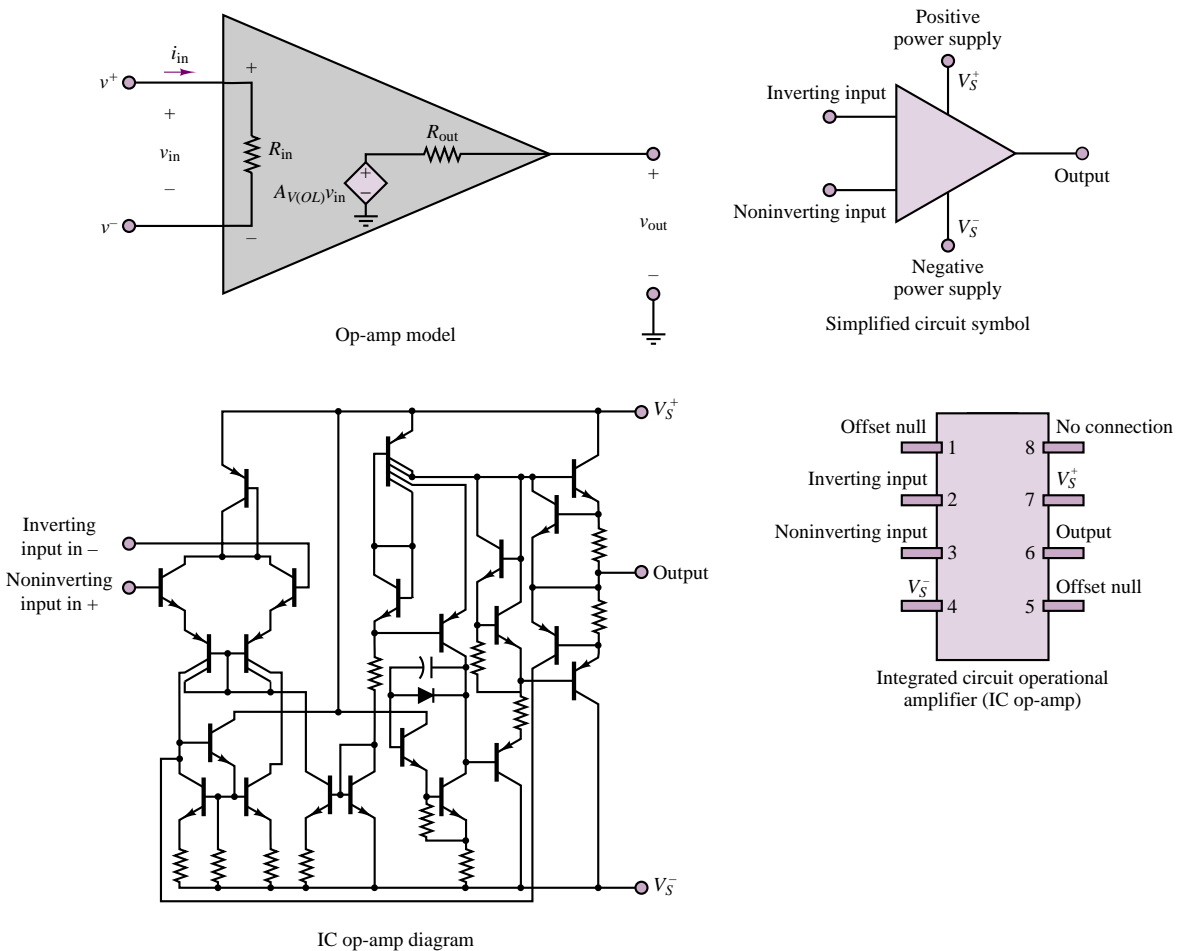 i_in
v⁺
+
+
v_in
R_in
−
v⁻
−
R_out
+
−
A_V(OL)v_in
+
v_out
−
Op-amp model
Positive
power supply
V_S⁺
Inverting input
Noninverting input
Output
V_S⁻
Negative
power supply
Simplified circuit symbol
V_S⁺
Inverting
input in –
Noninverting
input in +
Output
V_S⁻
IC op-amp diagram
Offset null
1
8
No connection
Inverting input
2
7
V_S⁺
Noninverting input
3
6
Output
V_S⁻
4
5
Offset null
Integrated circuit operational
amplifier (IC op-amp)